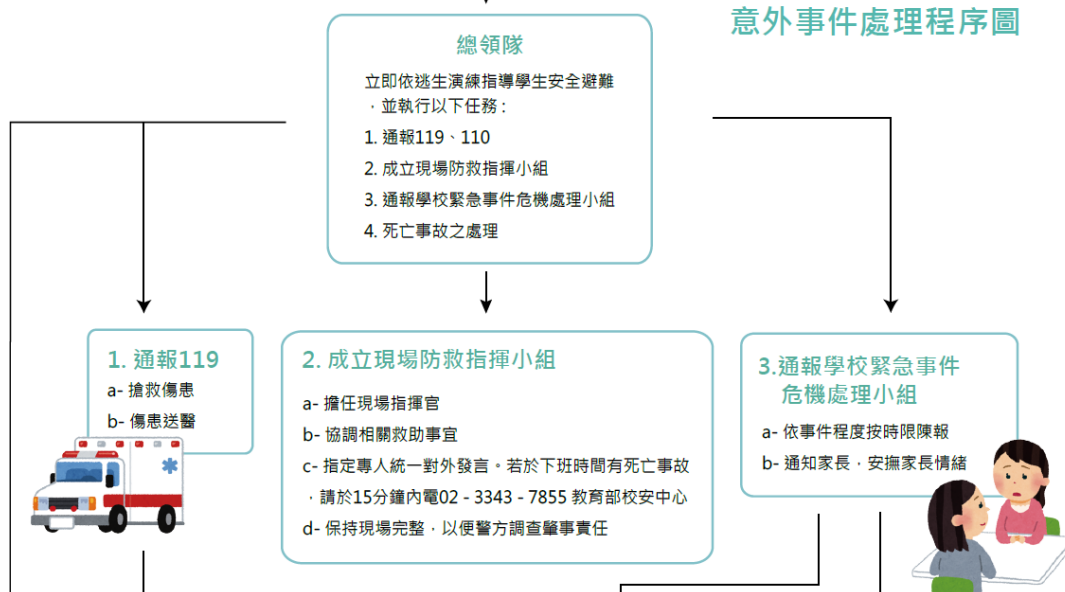 意外事件處理程序圖
總領隊
立即依逃生演練指導學生安全避難
，並執行以下任務：
1. 通報119、110
2. 成立現場防救指揮小組
3. 通報學校緊急事件危機處理小組
4. 死亡事故之處理
1. 通報119
a- 搶救傷患
b- 傷患送醫
2. 成立現場防救指揮小組
a- 擔任現場指揮官
b- 協調相關救助事宜
c- 指定專人統一對外發言。若於下班時間有死亡事故
，請於15分鐘內電02 - 3343 - 7855 教育部校安中心
d- 保持現場完整，以便警方調查肇事責任
3.通報學校緊急事件
危機處理小組
a- 依事件程度按時限陳報
b- 通知家長，安撫家長情緒